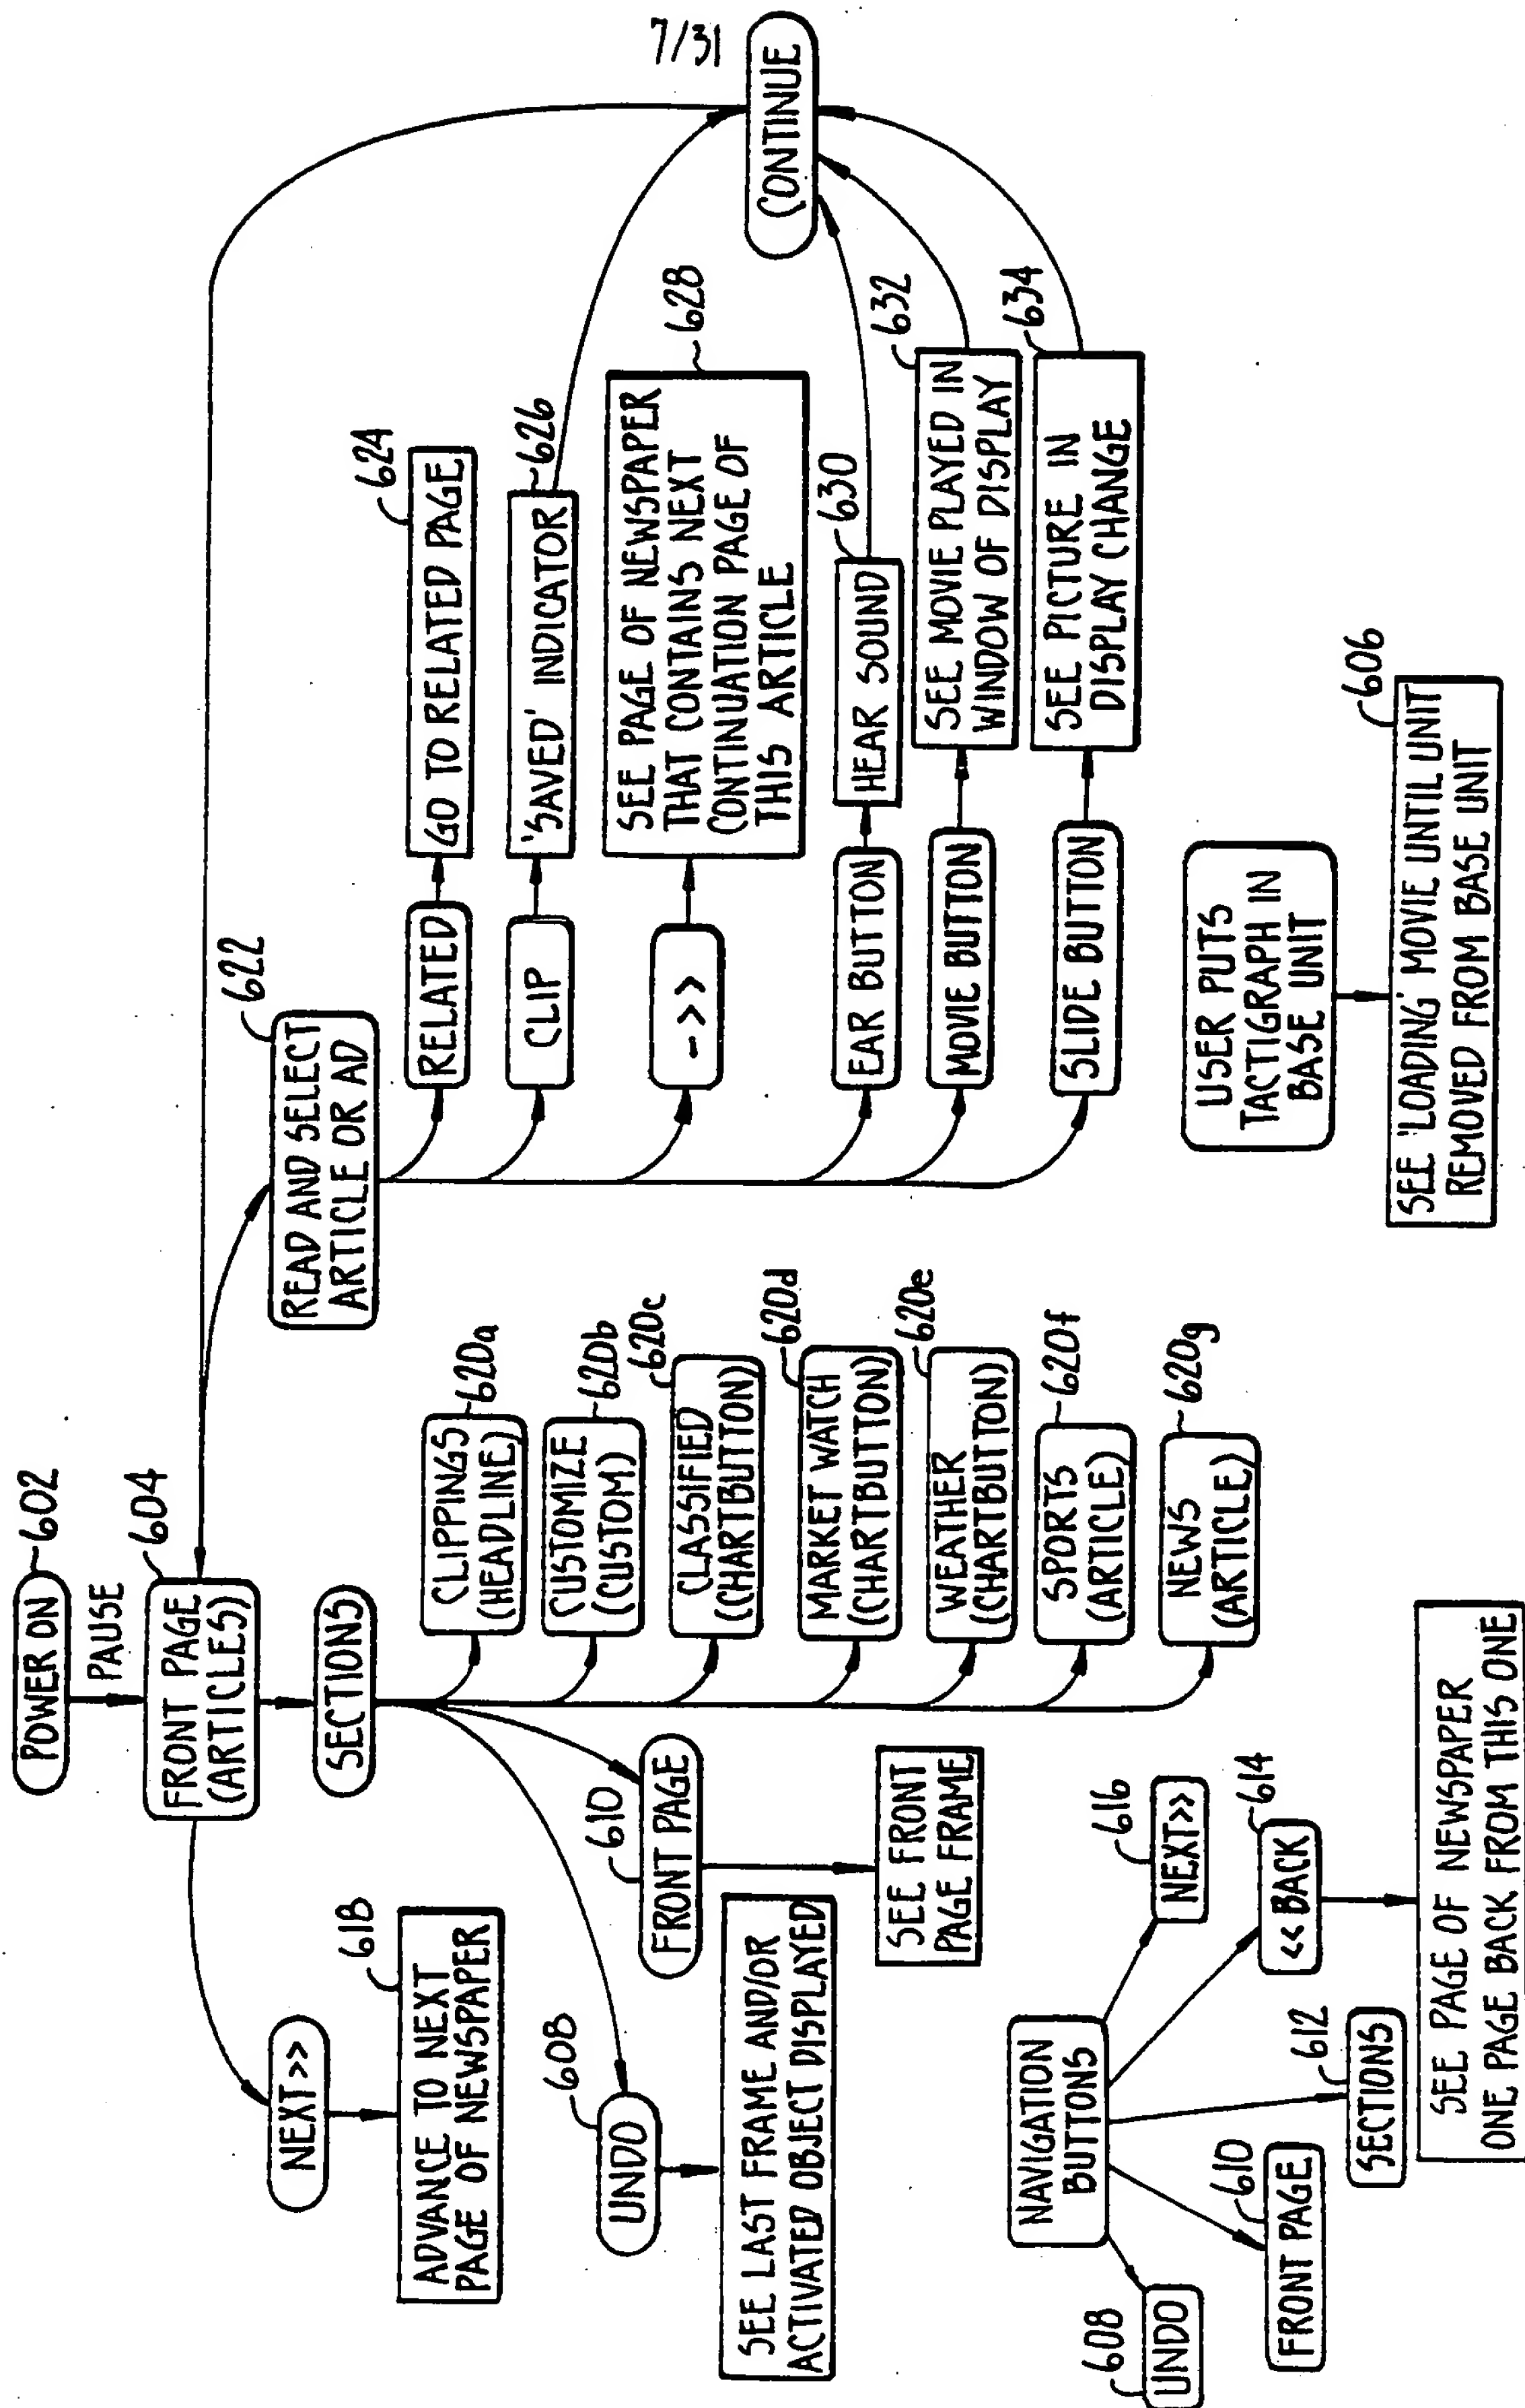 7/31
POWER ON
602
PAUSE
FRONT PAGE
(ARTICLES)
604
NEXT >>
ADVANCE TO NEXT
PAGE OF NEWSPAPER
618
SECTIONS
UNDO
608
SEE LAST FRAME AND/OR
ACTIVATED OBJECT DISPLAYED
FRONT PAGE
610
SEE FRONT
PAGE FRAME
CLIPPINGS
(HEADLINE)
620a
CUSTOMIZE
(CUSTOM)
620b
CLASSIFIED
(CHARTBUTTON)
620c
MARKET WATCH
(CHARTBUTTON)
620d
WEATHER
(CHARTBUTTON)
620e
SPORTS
(ARTICLE)
620f
NEWS
(ARTICLE)
620g
READ AND SELECT
ARTICLE OR AD
622
RELATED
GO TO RELATED PAGE
624
CLIP
'SAVED' INDICATOR
626
->>
SEE PAGE OF NEWSPAPER
THAT CONTAINS NEXT
CONTINUATION PAGE OF
THIS ARTICLE
628
EAR BUTTON
HEAR SOUND
630
MOVIE BUTTON
SEE MOVIE PLAYED IN
WINDOW OF DISPLAY
632
SLIDE BUTTON
SEE PICTURE IN
DISPLAY CHANGE
634
CONTINUE
NAVIGATION
BUTTONS
UNDO
608
FRONT PAGE
610
SECTIONS
612
<< BACK
614
NEXT>>
616
SEE PAGE OF NEWSPAPER
ONE PAGE BACK FROM THIS ONE
USER PUTS
TACTIGRAPH IN
BASE UNIT
SEE 'LOADING' MOVIE UNTIL UNIT
REMOVED FROM BASE UNIT
606